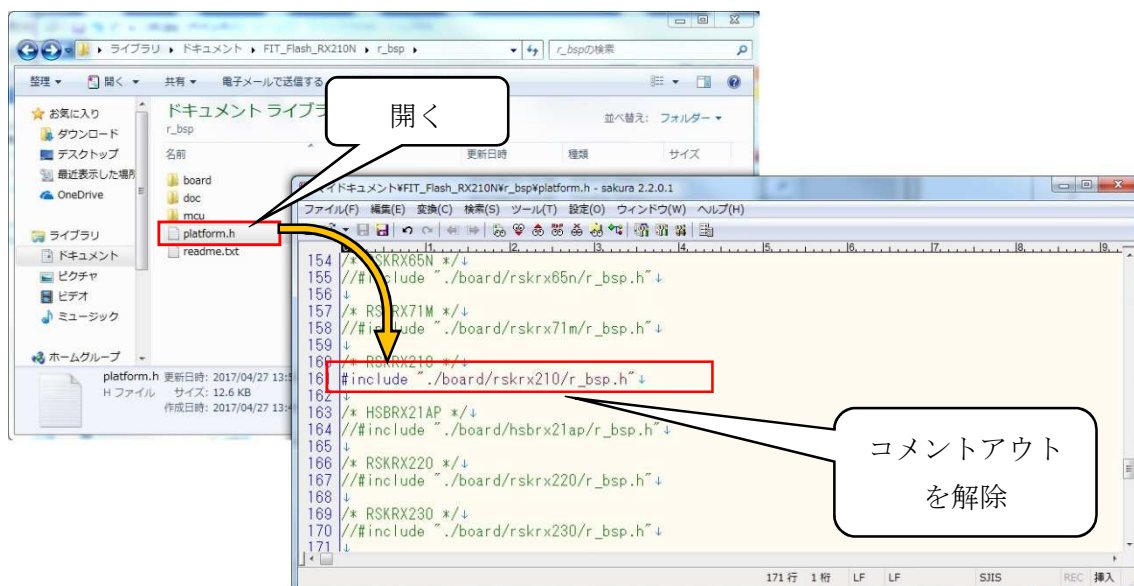 ライブラリ ▸ ドキュメント ▸ FIT_Flash_RX210N ▸ r_bsp ▸
r_bspの検索
整理 ▼ 開く ▼ 共有 ▼ 電子メールで送信する
お気に入り
ダウンロード
デスクトップ
最近表示した場所
OneDrive
ライブラリ
ドキュメント
ピクチャ
ビデオ
ミュージック
ホームグループ
ドキュメント ライブラ
r_bsp
並べ替え: フォルダー ▼
名前 更新日時 種類 サイズ
board
doc
mcu
platform.h
readme.txt
platform.h 更新日時: 2017/04/27 13:
H ファイル サイズ: 12.6 KB
作成日時: 2017/04/27 13:
開く
イドキュメント¥FIT_Flash_RX210N¥r_bsp¥platform.h - sakura 2.2.0.1
ファイル(F) 編集(E) 変換(C) 検索(S) ツール(T) 設定(O) ウィンドウ(W) ヘルプ(H)
0 1 2 3 4 5 6 7 8 9
154 /* RSKRX65N */↓
155 //#include "./board/rskrx65n/r_bsp.h"↓
156 ↓
157 /* RSKRX71M */↓
158 //#include "./board/rskrx71m/r_bsp.h"↓
159 ↓
160 /* RSKRX210 */↓
161 #include "./board/rskrx210/r_bsp.h"↓
162 ↓
163 /* HSBRX21AP */↓
164 //#include "./board/hsbrx21ap/r_bsp.h"↓
165 ↓
166 /* RSKRX220 */↓
167 //#include "./board/rskrx220/r_bsp.h"↓
168 ↓
169 /* RSKRX230 */↓
170 //#include "./board/rskrx230/r_bsp.h"↓
171 ↓
コメントアウト
を解除
171 行 1 桁 LF LF SJIS REC 挿入